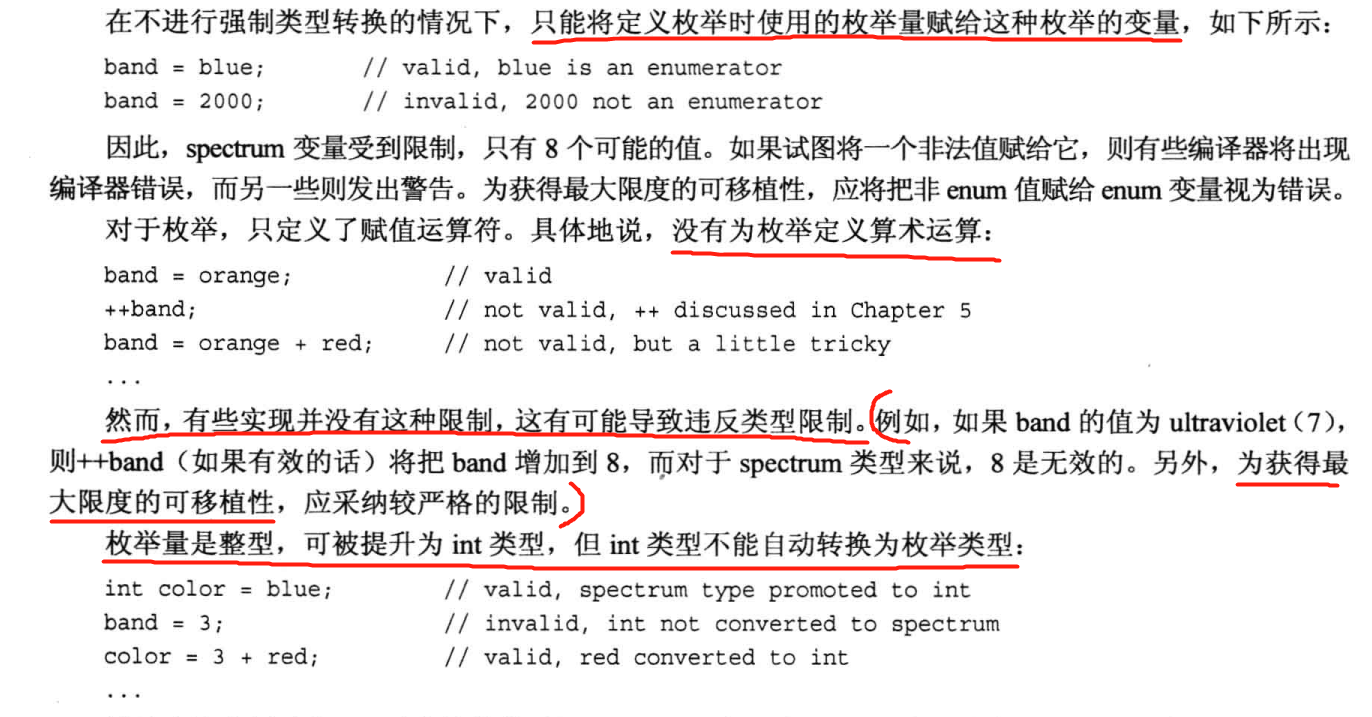 在不进行强制类型转换的情况下，只能将定义枚举时使用的枚举量赋给这种枚举的变量，如下所示：
band = blue;       // valid, blue is an enumerator
band = 2000;       // invalid, 2000 not an enumerator
因此，spectrum 变量受到限制，只有 8 个可能的值。如果试图将一个非法值赋给它，则有些编译器将出现
编译器错误，而另一些则发出警告。为获得最大限度的可移植性，应将把非 enum 值赋给 enum 变量视为错误。
对于枚举，只定义了赋值运算符。具体地说，没有为枚举定义算术运算：
band = orange;            // valid
++band;                   // not valid, ++ discussed in Chapter 5
band = orange + red;      // not valid, but a little tricky
...
然而，有些实现并没有这种限制，这有可能导致违反类型限制。例如，如果 band 的值为 ultraviolet（7），
则++band（如果有效的话）将把 band 增加到 8，而对于 spectrum 类型来说，8 是无效的。另外，为获得最
大限度的可移植性，应采纳较严格的限制。
枚举量是整型，可被提升为 int 类型，但 int 类型不能自动转换为枚举类型：
int color = blue;         // valid, spectrum type promoted to int
band = 3;                 // invalid, int not converted to spectrum
color = 3 + red;          // valid, red converted to int
...